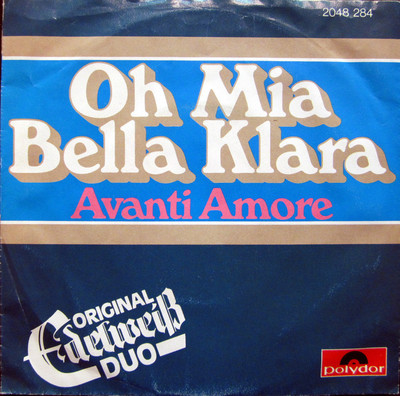 2048 284
Oh Mia
Bella Klara
Avanti Amore
ORIGINAL
Edelweiß
DUO
polydor